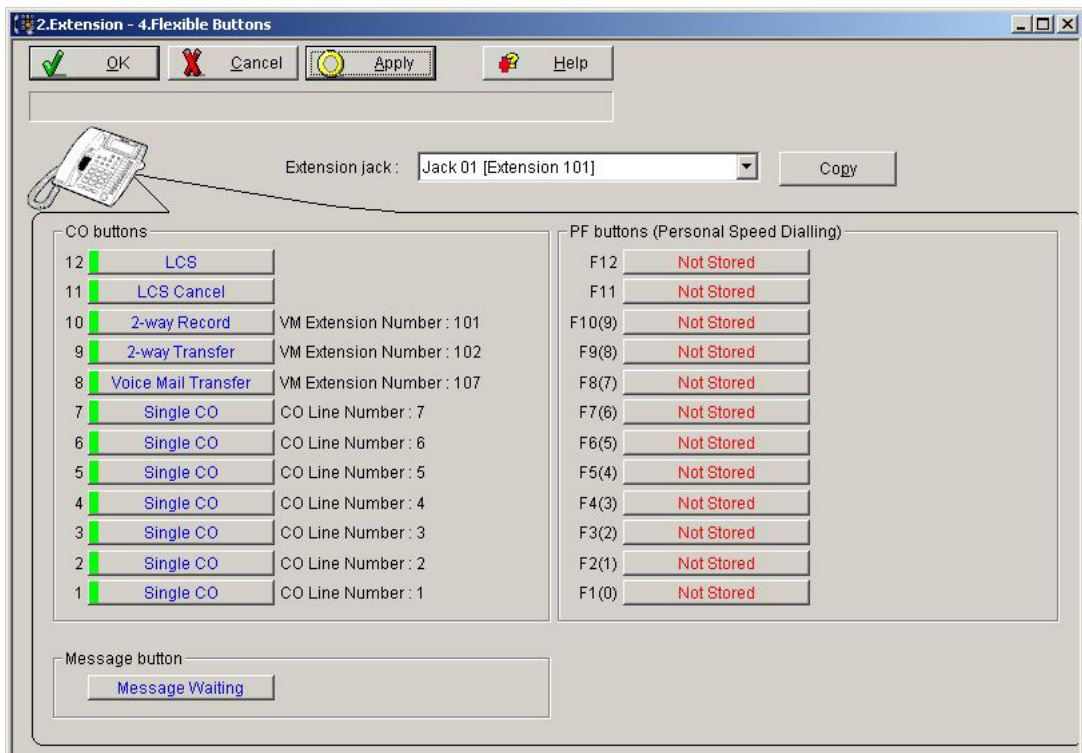 2.Extension - 4.Flexible Buttons
OK Cancel Apply Help
Extension jack : Jack 01 [Extension 101] Copy
CO buttons
12 LCS
11 LCS Cancel
10 2-way Record VM Extension Number : 101
9 2-way Transfer VM Extension Number : 102
8 Voice Mail Transfer VM Extension Number : 107
7 Single CO CO Line Number : 7
6 Single CO CO Line Number : 6
5 Single CO CO Line Number : 5
4 Single CO CO Line Number : 4
3 Single CO CO Line Number : 3
2 Single CO CO Line Number : 2
1 Single CO CO Line Number : 1
PF buttons (Personal Speed Dialling)
F12 Not Stored
F11 Not Stored
F10(9) Not Stored
F9(8) Not Stored
F8(7) Not Stored
F7(6) Not Stored
F6(5) Not Stored
F5(4) Not Stored
F4(3) Not Stored
F3(2) Not Stored
F2(1) Not Stored
F1(0) Not Stored
Message button
Message Waiting